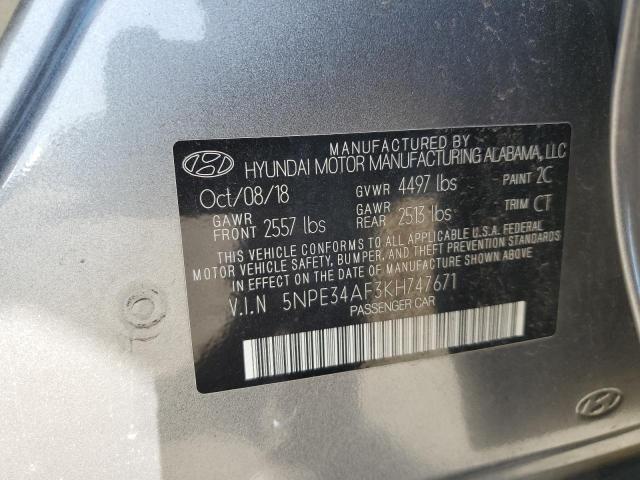 MANUFACTURED BY
HYUNDAI MOTOR MANUFACTURING ALABAMA, LLC
Oct/08/18 GVWR 4497 lbs PAINT 2C
GAWR FRONT 2557 lbs GAWR REAR 2513 lbs TRIM CT
THIS VEHICLE CONFORMS TO ALL APPLICABLE U.S.A. FEDERAL
MOTOR VEHICLE SAFETY, BUMPER, AND THEFT PREVENTION
STANDARDS IN EFFECT ON THE DATE OF MANUFACTURE SHOWN ABOVE.
V.I.N 5NPE34AF3KH747671
PASSENGER CAR